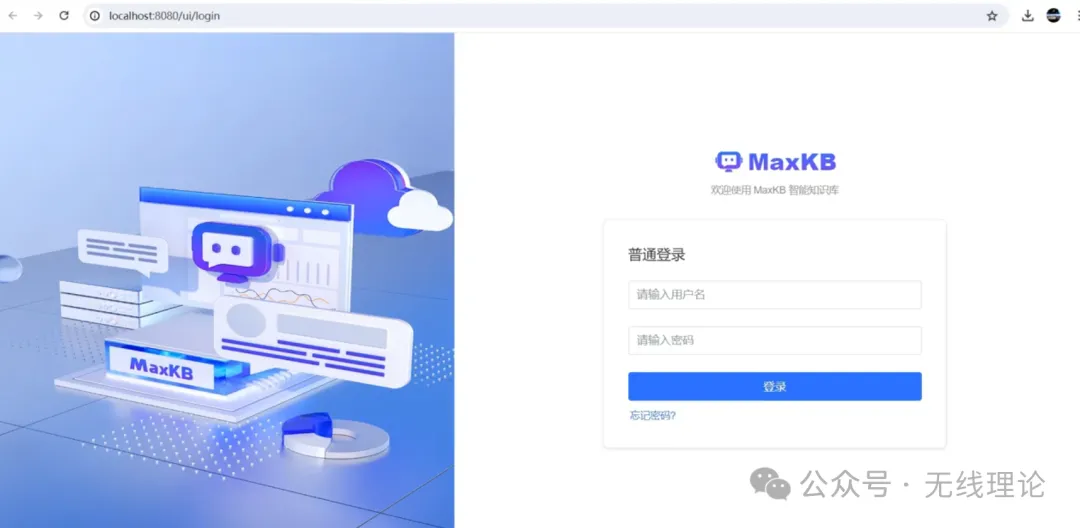 localhost:8080/ui/login
MaxKB
欢迎使用 MaxKB 智能知识库
普通登录
请输入用户名
请输入密码
登录
忘记密码?
MaxKB
公众号 · 无线理论